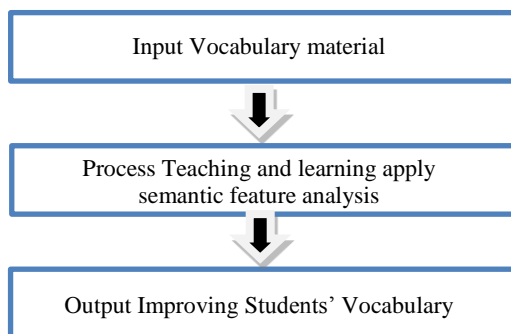 Input Vocabulary material
Process Teaching and learning apply
semantic feature analysis
Output Improving Students’ Vocabulary